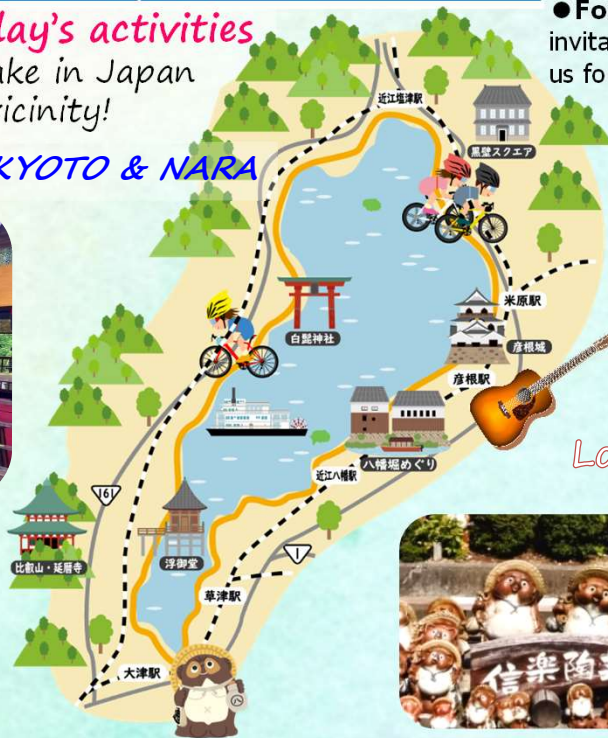 lay's activities
ake in Japan
vicinity!
KYOTO & NARA
●Fo
invita
us fo
近江塩津駅
黒壁スクエア
米原駅
白髭神社
彦根城
彦根駅
八幡堀めぐり
近江八幡駅
La
161
1
比叡山・延暦寺
浮御堂
草津駅
大津駅
信楽陶芸